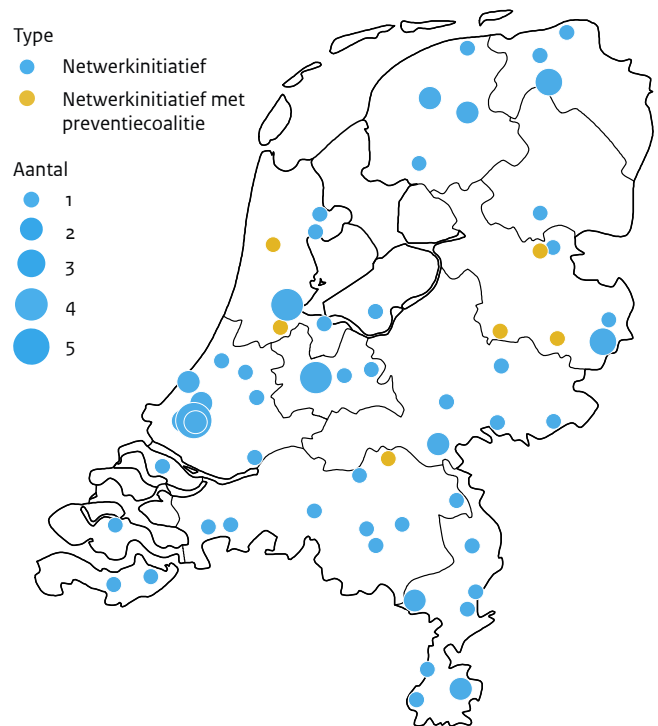 Type
Netwerkinitiatief
Netwerkinitiatief met
preventiecoalitie
Aantal
1
2
3
4
5